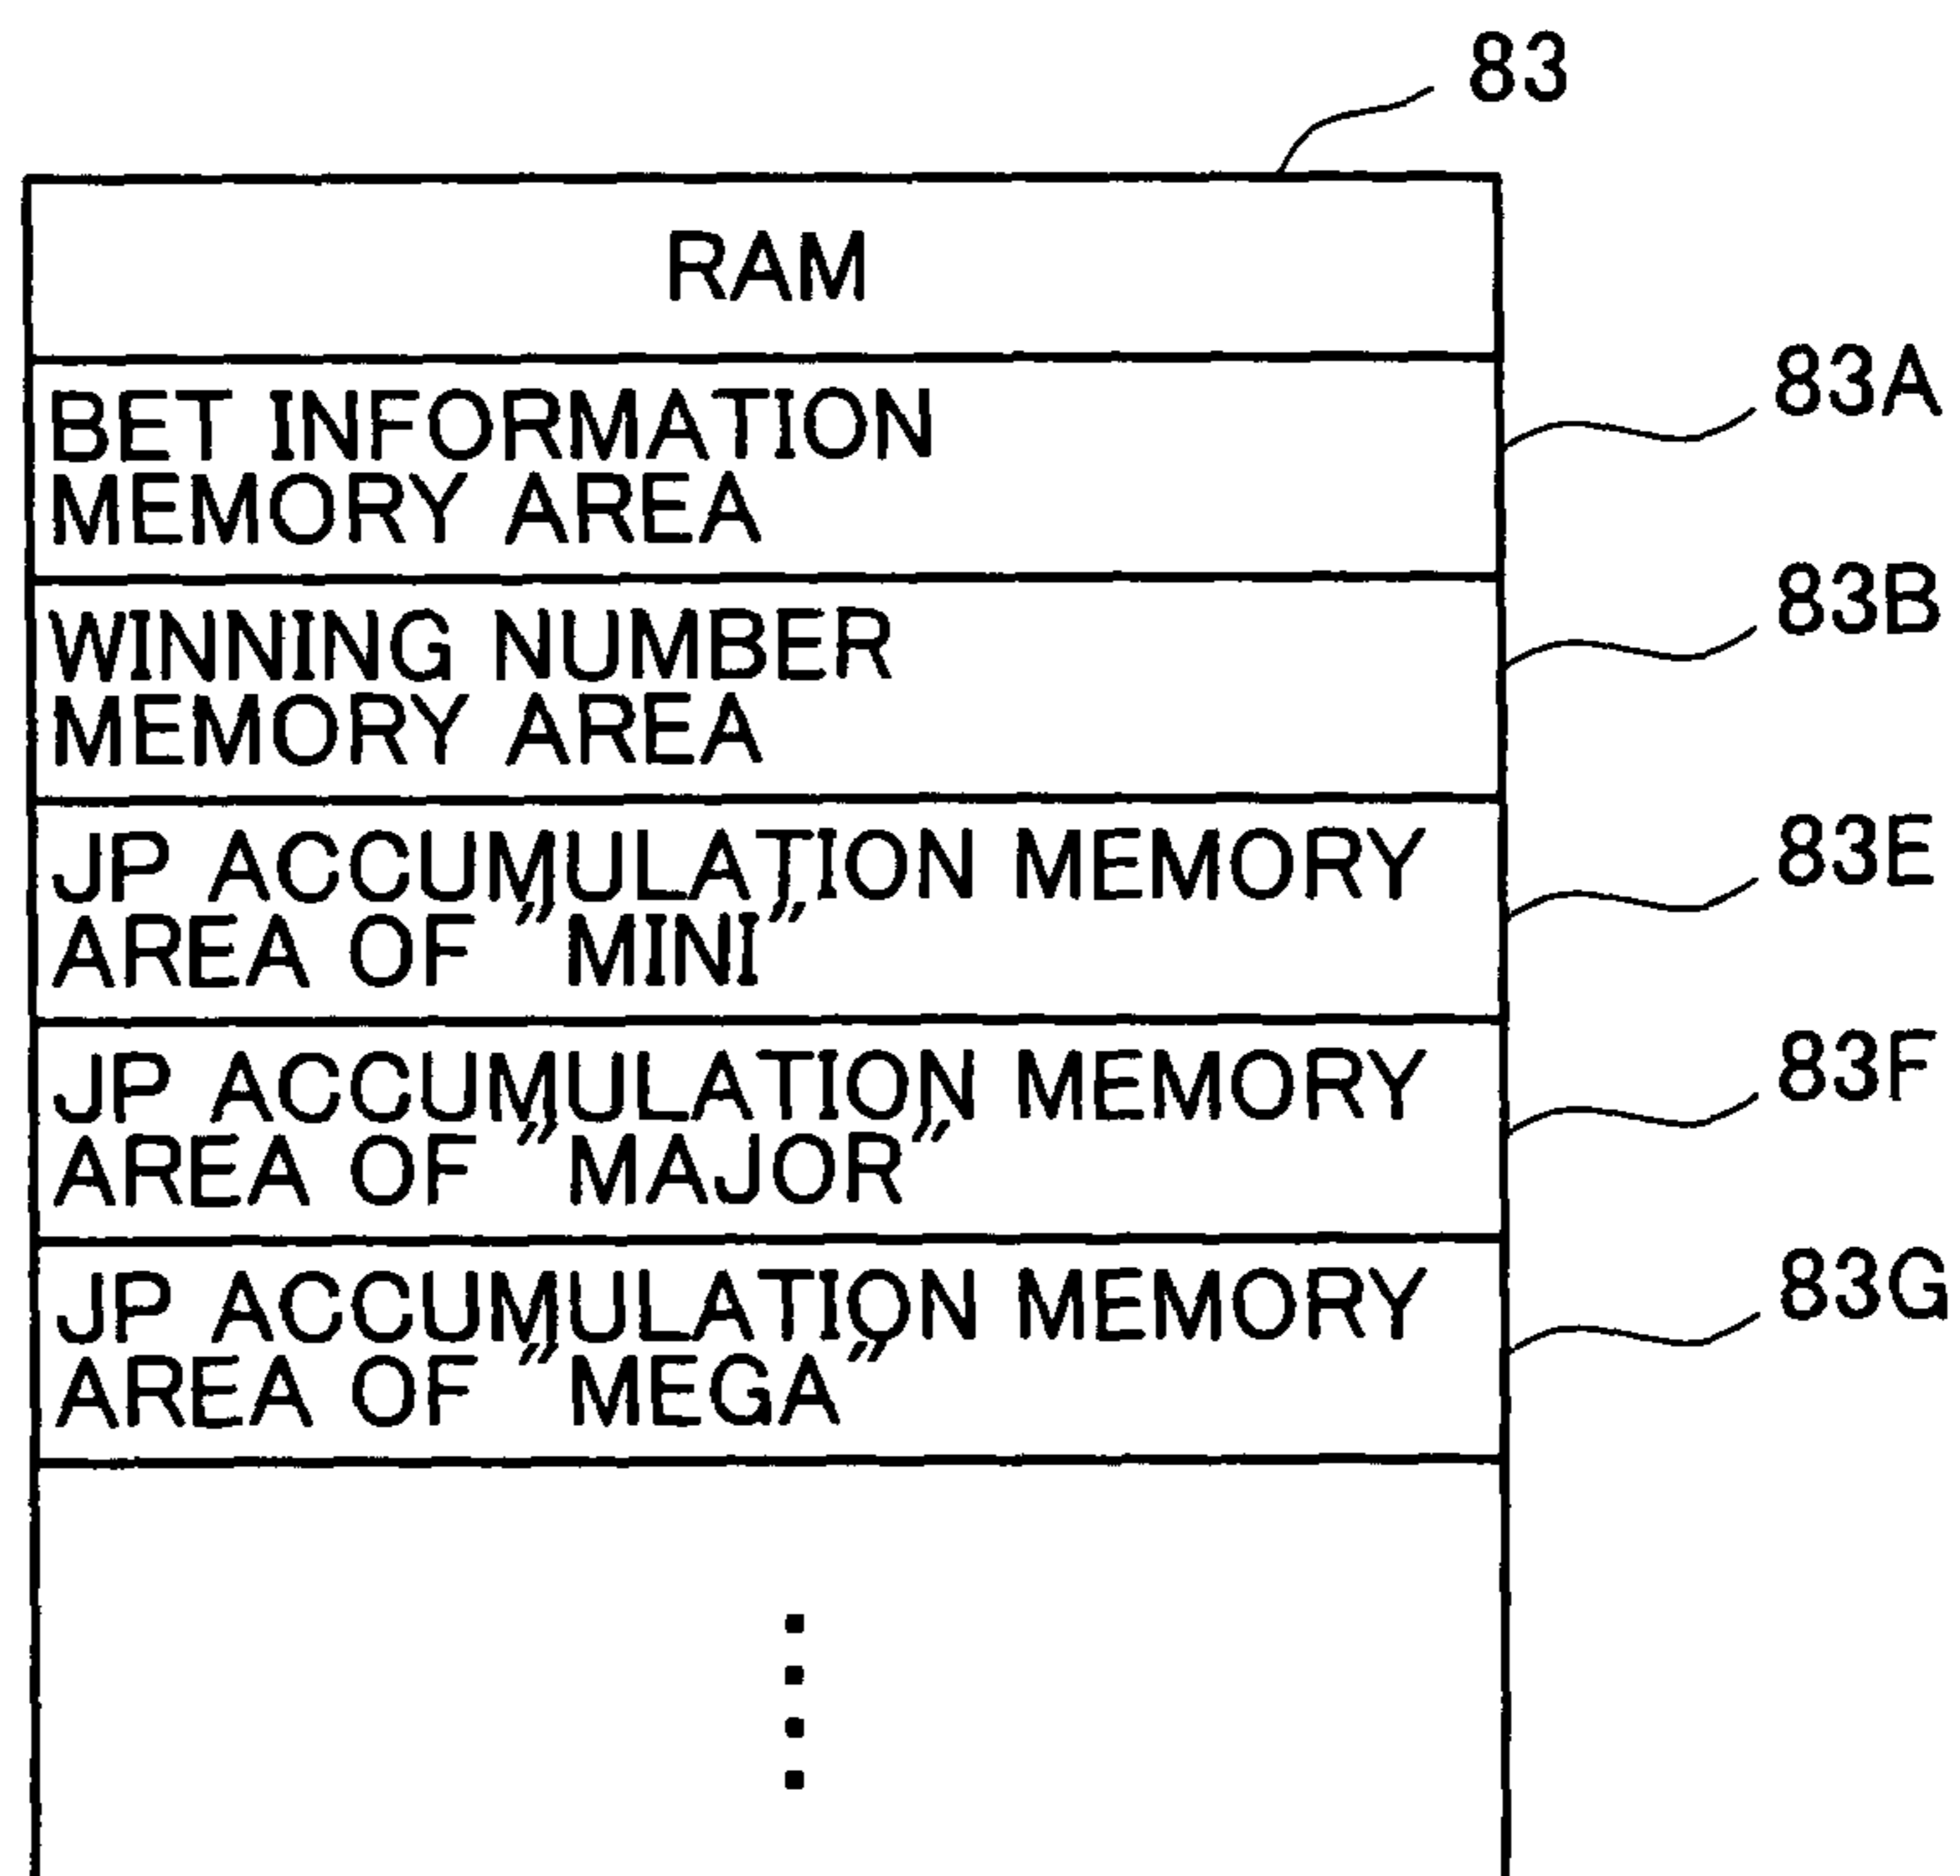 83
RAM
83A
BET INFORMATION
MEMORY AREA
83B
WINNING NUMBER
MEMORY AREA
83E
JP ACCUMULATION MEMORY
AREA OF "MINI"
83F
JP ACCUMULATION MEMORY
AREA OF "MAJOR"
83G
JP ACCUMULATION MEMORY
AREA OF "MEGA"